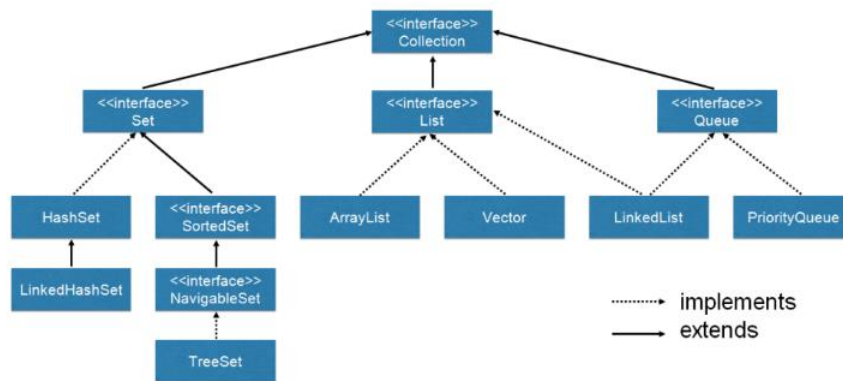 <<interface>>
Collection
<<interface>>
Set
<<interface>>
List
<<interface>>
Queue
HashSet
<<interface>>
SortedSet
ArrayList
Vector
LinkedList
PriorityQueue
LinkedHashSet
<<interface>>
NavigableSet
TreeSet
implements
extends